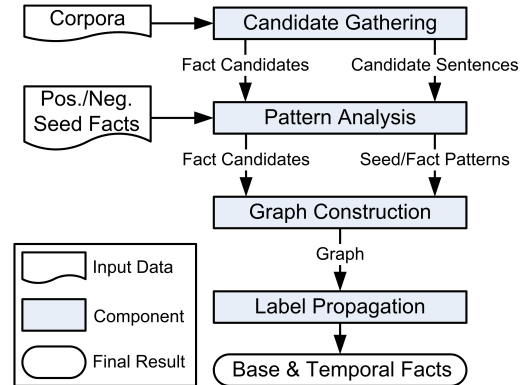 Corpora
Candidate Gathering
Fact Candidates
Candidate Sentences
Pos./Neg.
Seed Facts
Pattern Analysis
Fact Candidates
Seed/Fact Patterns
Graph Construction
Graph
Input Data
Component
Final Result
Label Propagation
Base & Temporal Facts